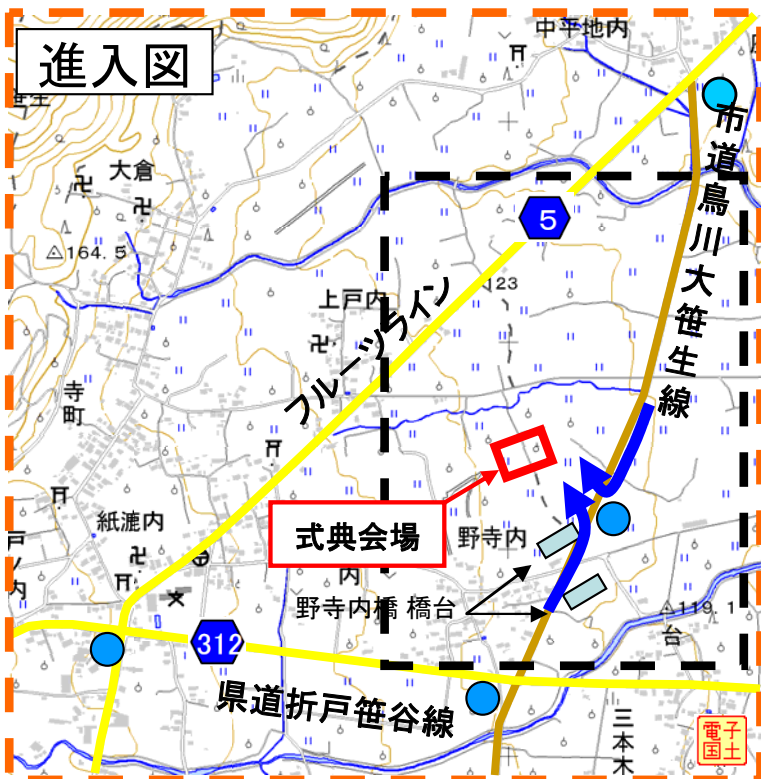 進入図
中平地内
市道鳥川大笹生線
大倉
5
164.5
上戸内
フルーツライン
123
寺町
式典会場
野寺内
紙漉内
内
野寺内橋 橋台
119.1
台
312
県道折戸笹谷線
三本木
電子
国土